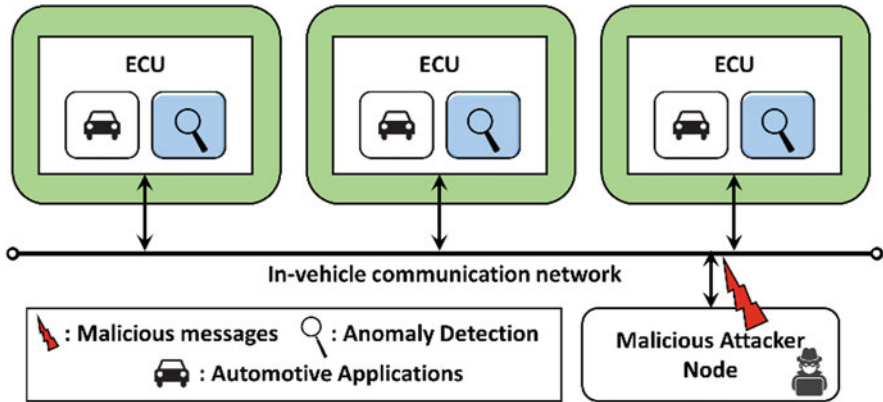 ECU
ECU
ECU
In-vehicle communication network
: Malicious messages
: Anomaly Detection
: Automotive Applications
Malicious Attacker
Node